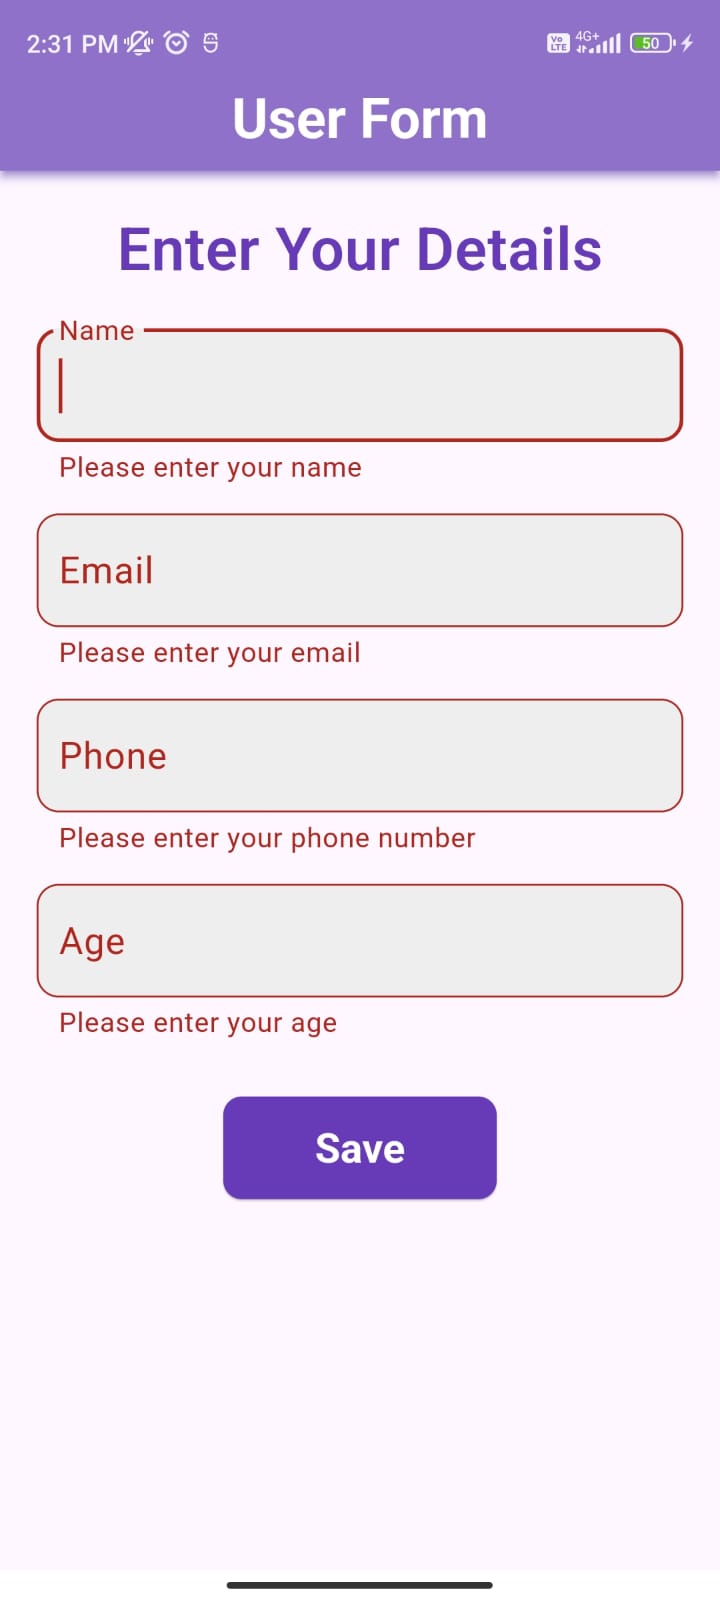 2:31 PM Vo LTE 4G+ 50
User Form
Enter Your Details
Name
Please enter your name
Email
Please enter your email
Phone
Please enter your phone number
Age
Please enter your age
Save